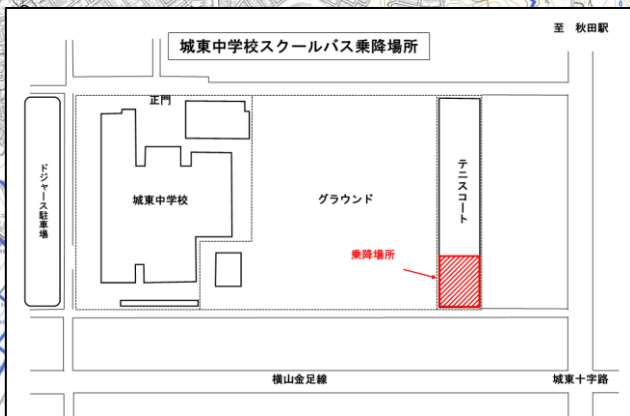 至 秋田駅
城東中学校スクールバス乗降場所
正門
ドジャース駐車場
城東中学校
グラウンド
テニスコート
乗降場所
横山金足線
城東十字路